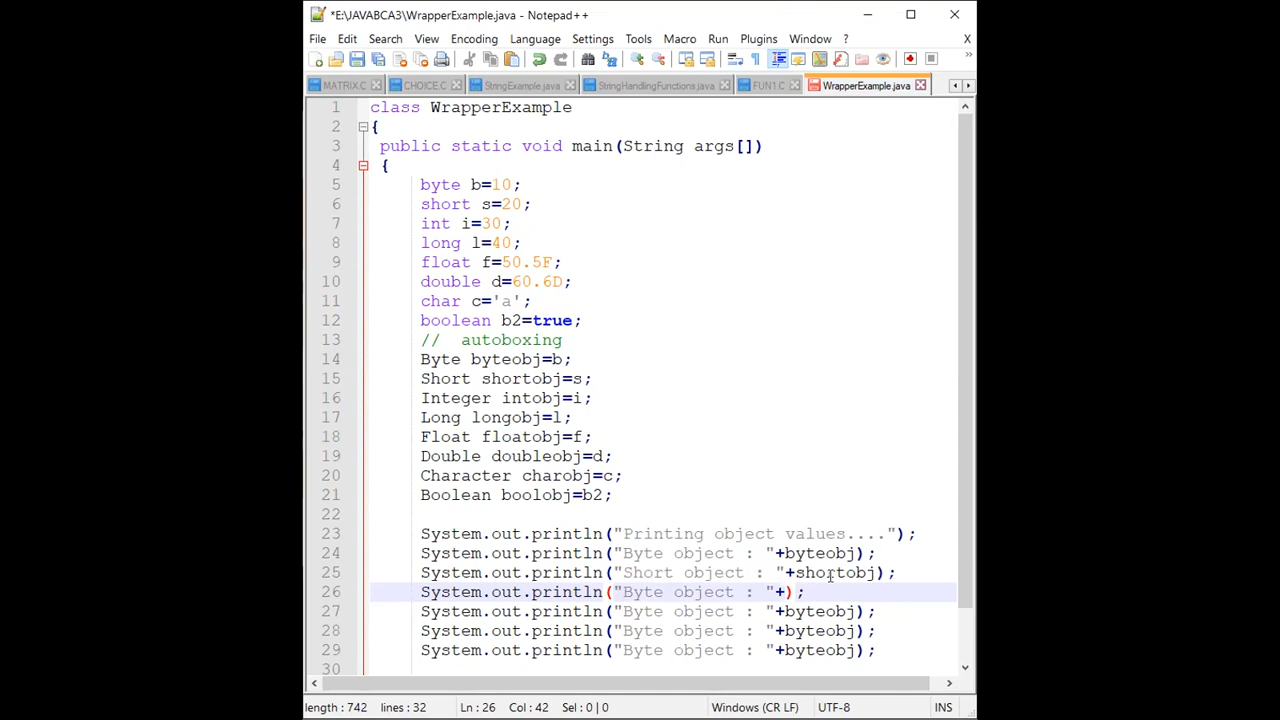 *E:\JAVABCA3\WrapperExample.java - Notepad++
File Edit Search View Encoding Language Settings Tools Macro Run Plugins Window ? X
MATRIX.C CHOICE.C StringExample.java StringHandlingFunctions.java FUN1.C WrapperExample.java
1 class WrapperExample
2 {
3 public static void main(String args[])
4 {
5 byte b=10;
6 short s=20;
7 int i=30;
8 long l=40;
9 float f=50.5F;
10 double d=60.6D;
11 char c='a';
12 boolean b2=true;
13 // autoboxing
14 Byte byteobj=b;
15 Short shortobj=s;
16 Integer intobj=i;
17 Long longobj=l;
18 Float floatobj=f;
19 Double doubleobj=d;
20 Character charobj=c;
21 Boolean boolobj=b2;
22
23 System.out.println("Printing object values....");
24 System.out.println("Byte object : "+byteobj);
25 System.out.println("Short object : "+shortobj);
26 System.out.println("Byte object : "+);
27 System.out.println("Byte object : "+byteobj);
28 System.out.println("Byte object : "+byteobj);
29 System.out.println("Byte object : "+byteobj);
30
length : 742 lines : 32 Ln : 26 Col : 42 Sel : 0 | 0 Windows (CR LF) UTF-8 INS